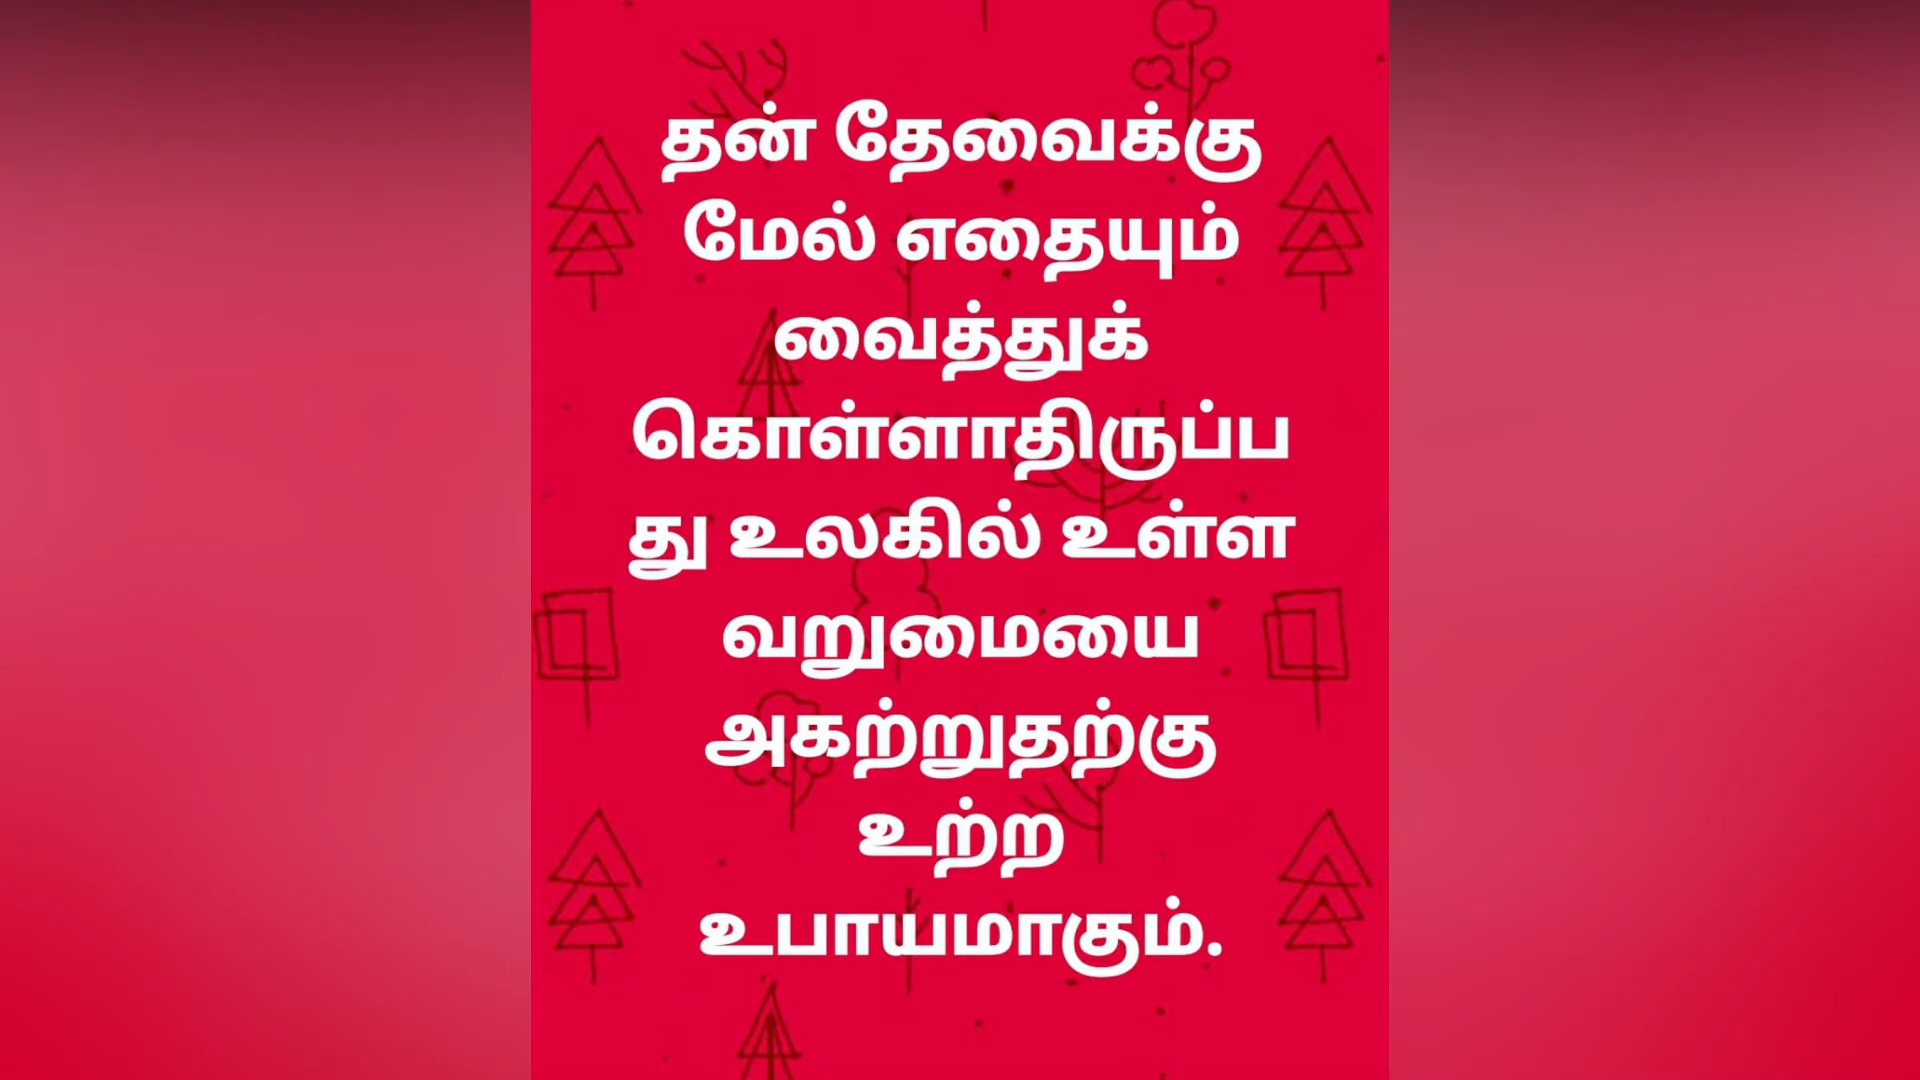 தன் தேவைக்கு
மேல் எதையும்
வைத்துக்
கொள்ளாதிருப்ப
து உலகில் உள்ள
வறுமையை
அகற்றுதற்கு
உற்ற
உபாயமாகும்.